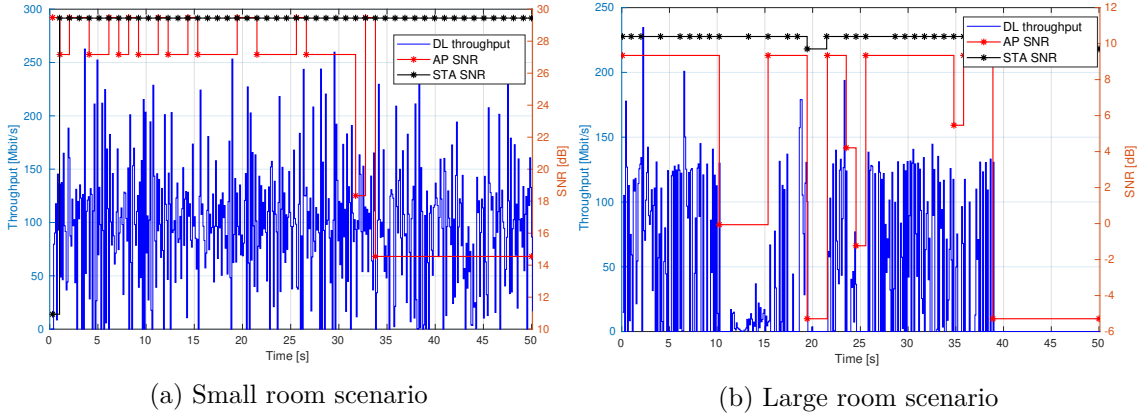 300
250
200
150
100
50
0
Throughput [Mbit/s]
DL throughput
AP SNR
STA SNR
30
28
26
24
22
20
18
16
14
12
10
SNR [dB]
0 5 10 15 20 25 30 35 40 45 50
Time [s]
(a) Small room scenario
250
200
150
100
50
0
Throughput [Mbit/s]
DL throughput
AP SNR
STA SNR
12
10
8
6
4
2
0
-2
-4
-6
SNR [dB]
0 5 10 15 20 25 30 35 40 45 50
Time [s]
(b) Large room scenario